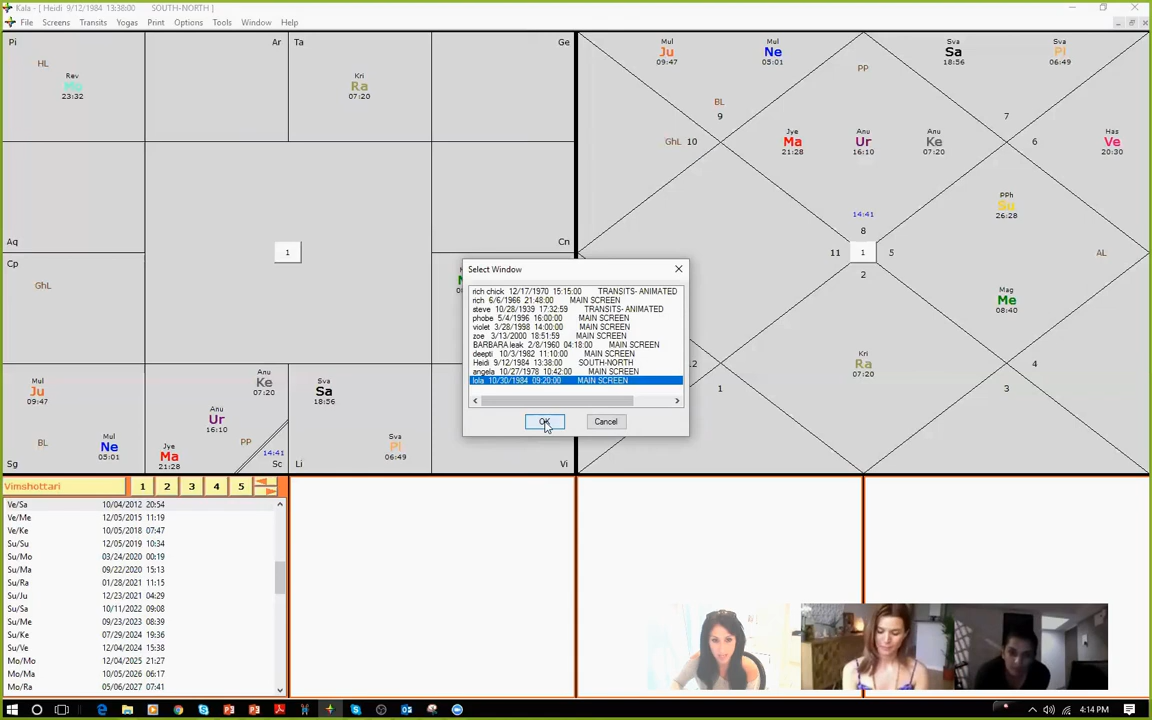 Kala - [ Heidi 9/12/1984 13:38:00 SOUTH-NORTH ]
File Screens Transits Yogas Print Options Tools Window Help
Pi
HL
Rev
Mo
23:32
Ar
Ta
Kri
Ra
07:20
Ge
Aq
Cn
1
Cp
GhL
Ju
Mul
09:47
BL
Mul
Ne
05:01
Sg
Anu
Ke
07:20
Anu
Ur
16:10
PP
Jye
Ma
21:28
14:41
Sc
Sva
Sa
18:56
Sva
Pl
06:49
Li
Vi
Mul
Ju
09:47
Mul
Ne
05:01
PP
Sva
Sa
18:56
Sva
Pl
06:49
BL
9
7
GhL 10
Jye
Ma
21:28
Anu
Ur
16:10
Anu
Ke
07:20
6
Has
Ve
20:30
PPh
Su
26:28
14:41
8
11
1
5
AL
2
Mag
Me
08:40
12
Kri
Ra
07:20
4
1
3
Select Window
rich chick 12/17/1970 15:15:00 TRANSITS- ANIMATED
rich 6/6/1966 21:48:00 MAIN SCREEN
steve 10/28/1939 17:32:59 TRANSITS- ANIMATED
phobe 5/4/1996 16:00:00 MAIN SCREEN
violet 3/28/1998 14:00:00 MAIN SCREEN
zoe 3/13/2000 18:51:59 MAIN SCREEN
BARBARA leak 2/8/1960 04:18:00 MAIN SCREEN
deepti 10/3/1982 11:10:00 MAIN SCREEN
Heidi 9/12/1984 13:38:00 SOUTH-NORTH
angela 10/27/1978 10:42:00 MAIN SCREEN
lola 10/30/1984 09:20:00 MAIN SCREEN
OK
Cancel
Vimshottari 1 2 3 4 5
Ve/Sa 10/04/2012 20:54
Ve/Me 12/05/2015 11:19
Ve/Ke 10/05/2018 07:47
Su/Su 12/05/2019 10:34
Su/Mo 03/24/2020 00:19
Su/Ma 09/22/2020 15:13
Su/Ra 01/28/2021 11:15
Su/Ju 12/23/2021 04:29
Su/Sa 10/11/2022 09:08
Su/Me 09/23/2023 08:39
Su/Ke 07/29/2024 19:36
Su/Ve 12/04/2024 15:38
Mo/Mo 12/04/2025 21:27
Mo/Ma 10/05/2026 06:17
Mo/Ra 05/06/2027 07:41
4:14 PM